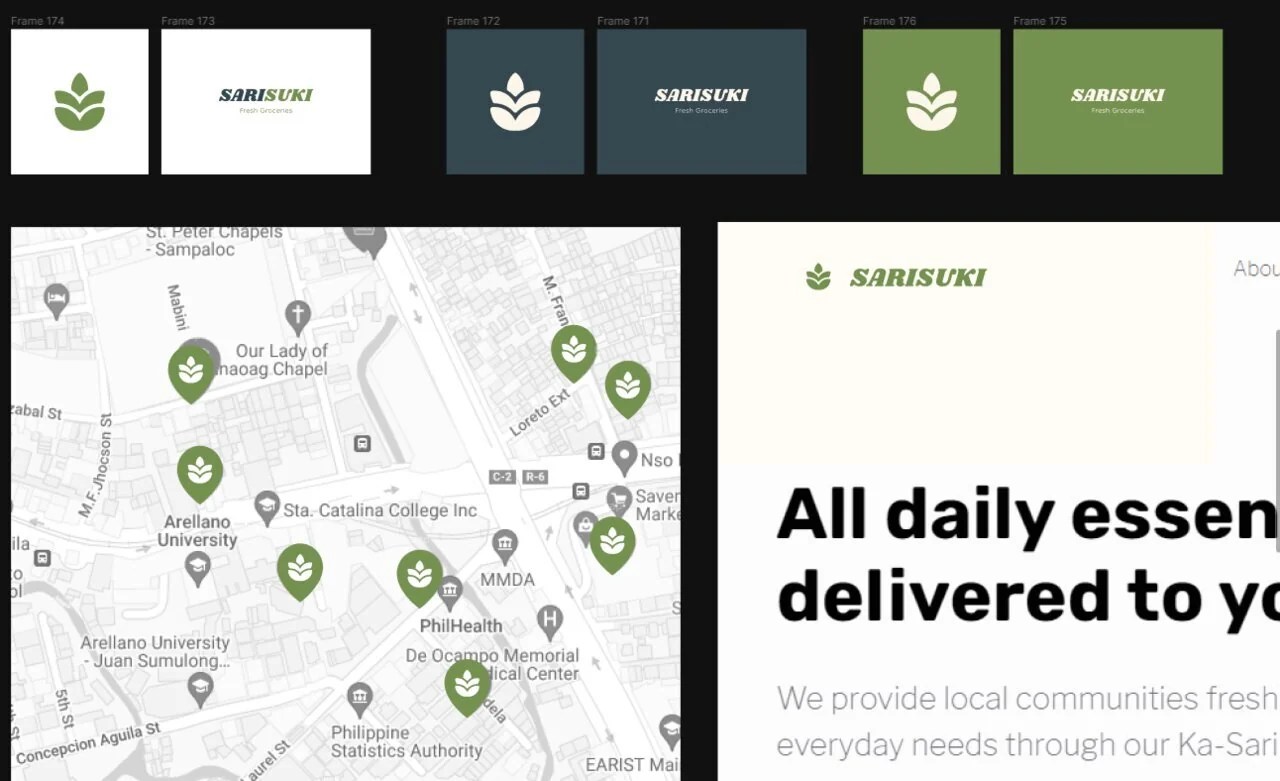 Frame 174
Frame 173
Frame 172
Frame 171
Frame 176
Frame 175
SARISUKI
Fresh Groceries
SARISUKI
Fresh Groceries
SARISUKI
Fresh Groceries
St. Peter Chapels
- Sampaloc
Mabini
M. Fran
Our Lady of
naoag Chapel
zabal St
M.F. Jhocson St
Loreto Ext
Nso
C-2
R-6
Saver
Marke
Sta. Catalina College Inc
Arellano
University
ila
MMDA
H
PhilHealth
Arellano University
- Juan Sumulong...
De Ocampo Memorial
dical Center
dela
5th St
Philippine
Statistics Authority
Concepcion Aguila St
Laurel St
EARIST Mai
SARISUKI
Abou
All daily essen
delivered to yo
We provide local communities fresh
everyday needs through our Ka-Sari